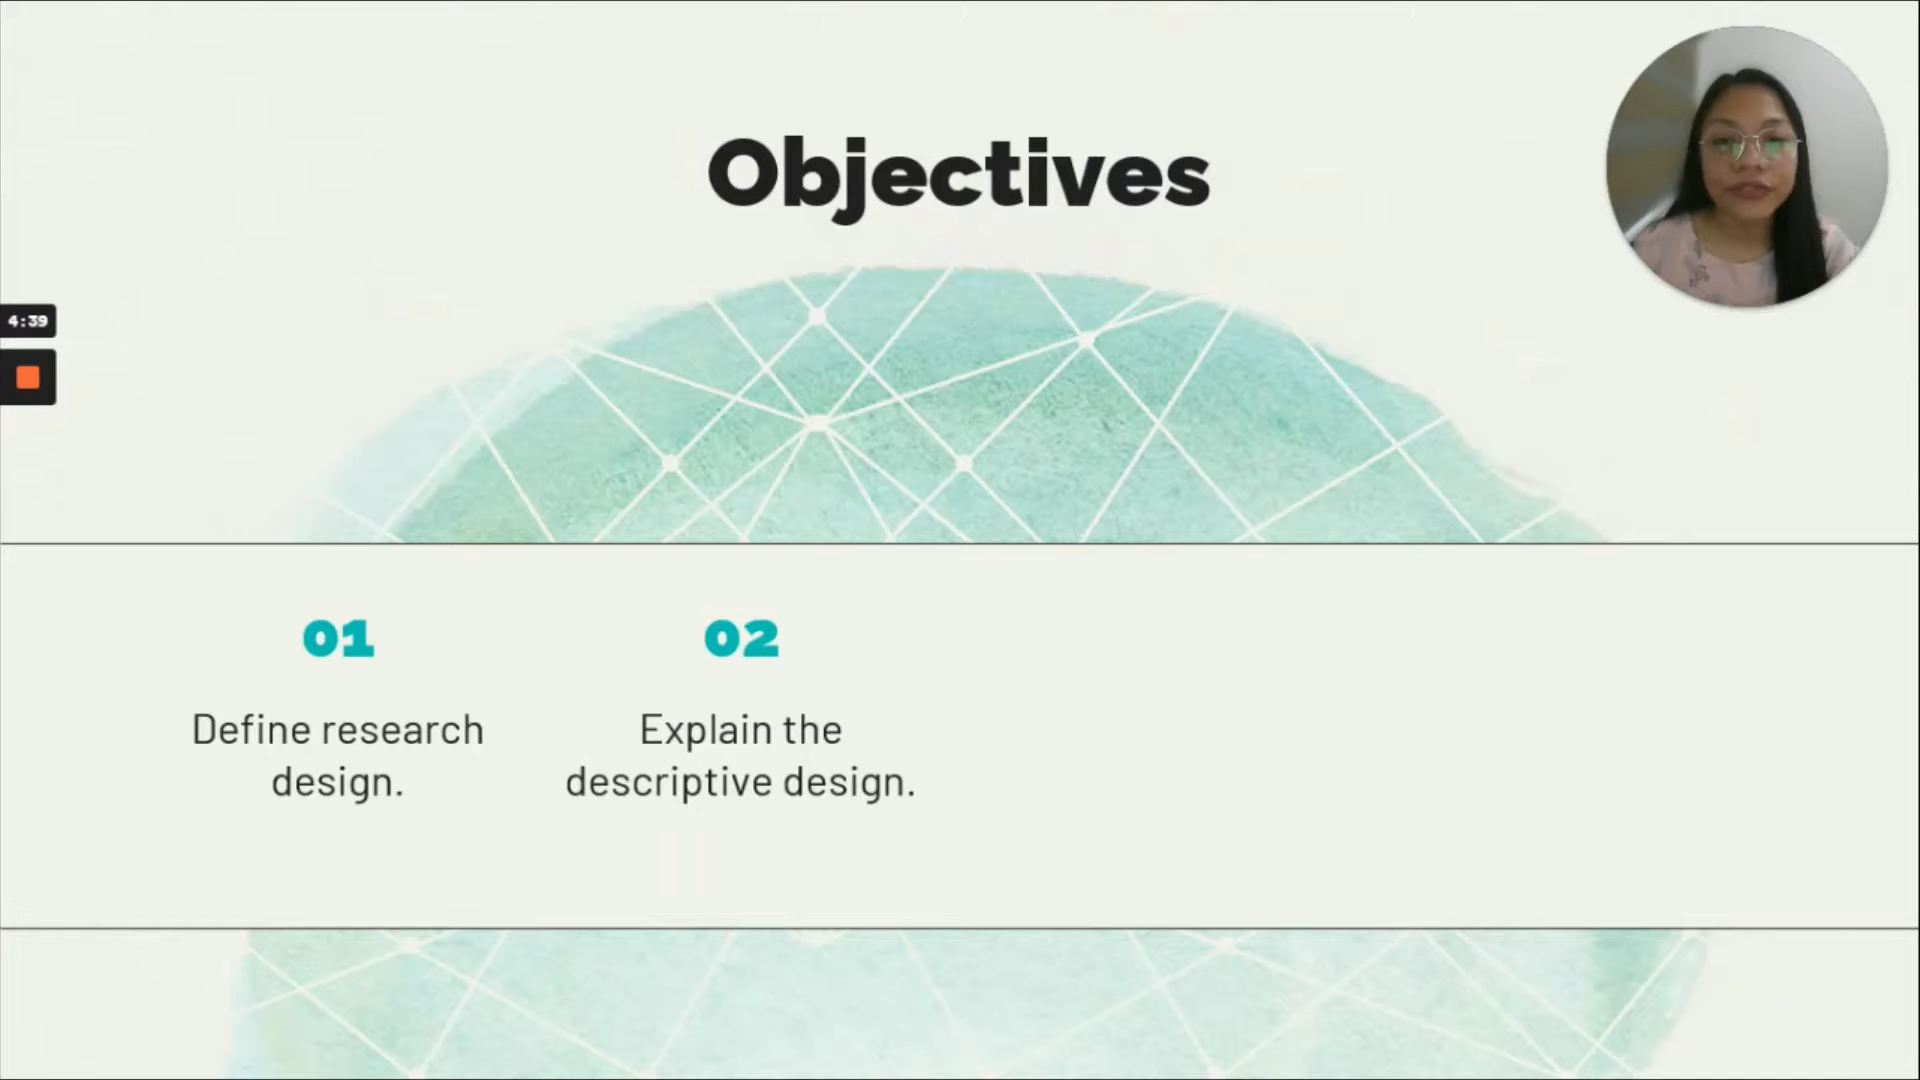 Objectives
4:39
01
Define research
design.
02
Explain the
descriptive design.